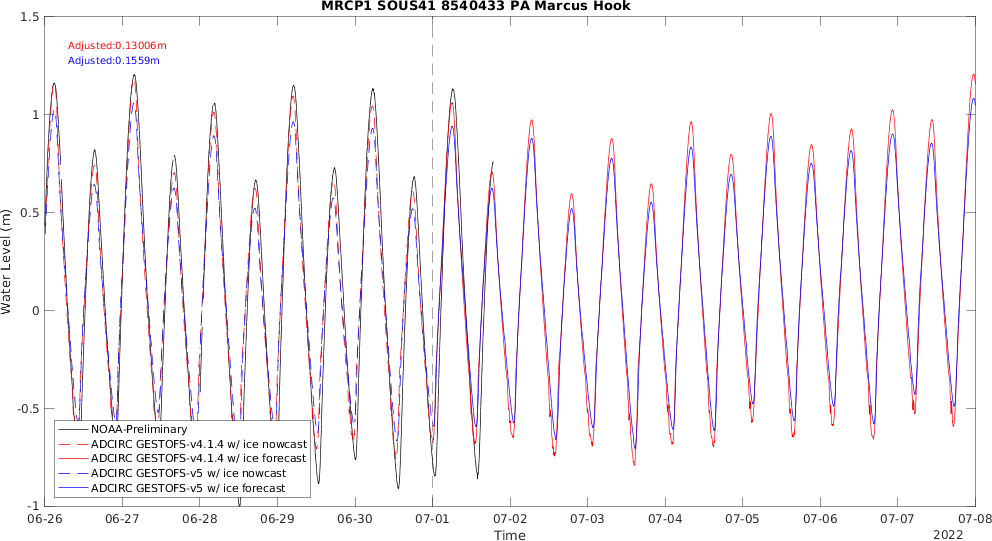 MRCP1 SOUS41 8540433 PA Marcus Hook
1.5
Adjusted:0.13006m
Adjusted:0.1559m
1
0.5
0
-0.5
-1
Water Level (m)
NOAA-Preliminary
ADCIRC GESTOFS-v4.1.4 w/ ice nowcast
ADCIRC GESTOFS-v4.1.4 w/ ice forecast
ADCIRC GESTOFS-v5 w/ ice nowcast
ADCIRC GESTOFS-v5 w/ ice forecast
06-26 06-27 06-28 06-29 06-30 07-01 07-02 07-03 07-04 07-05 07-06 07-07 07-08
Time
2022